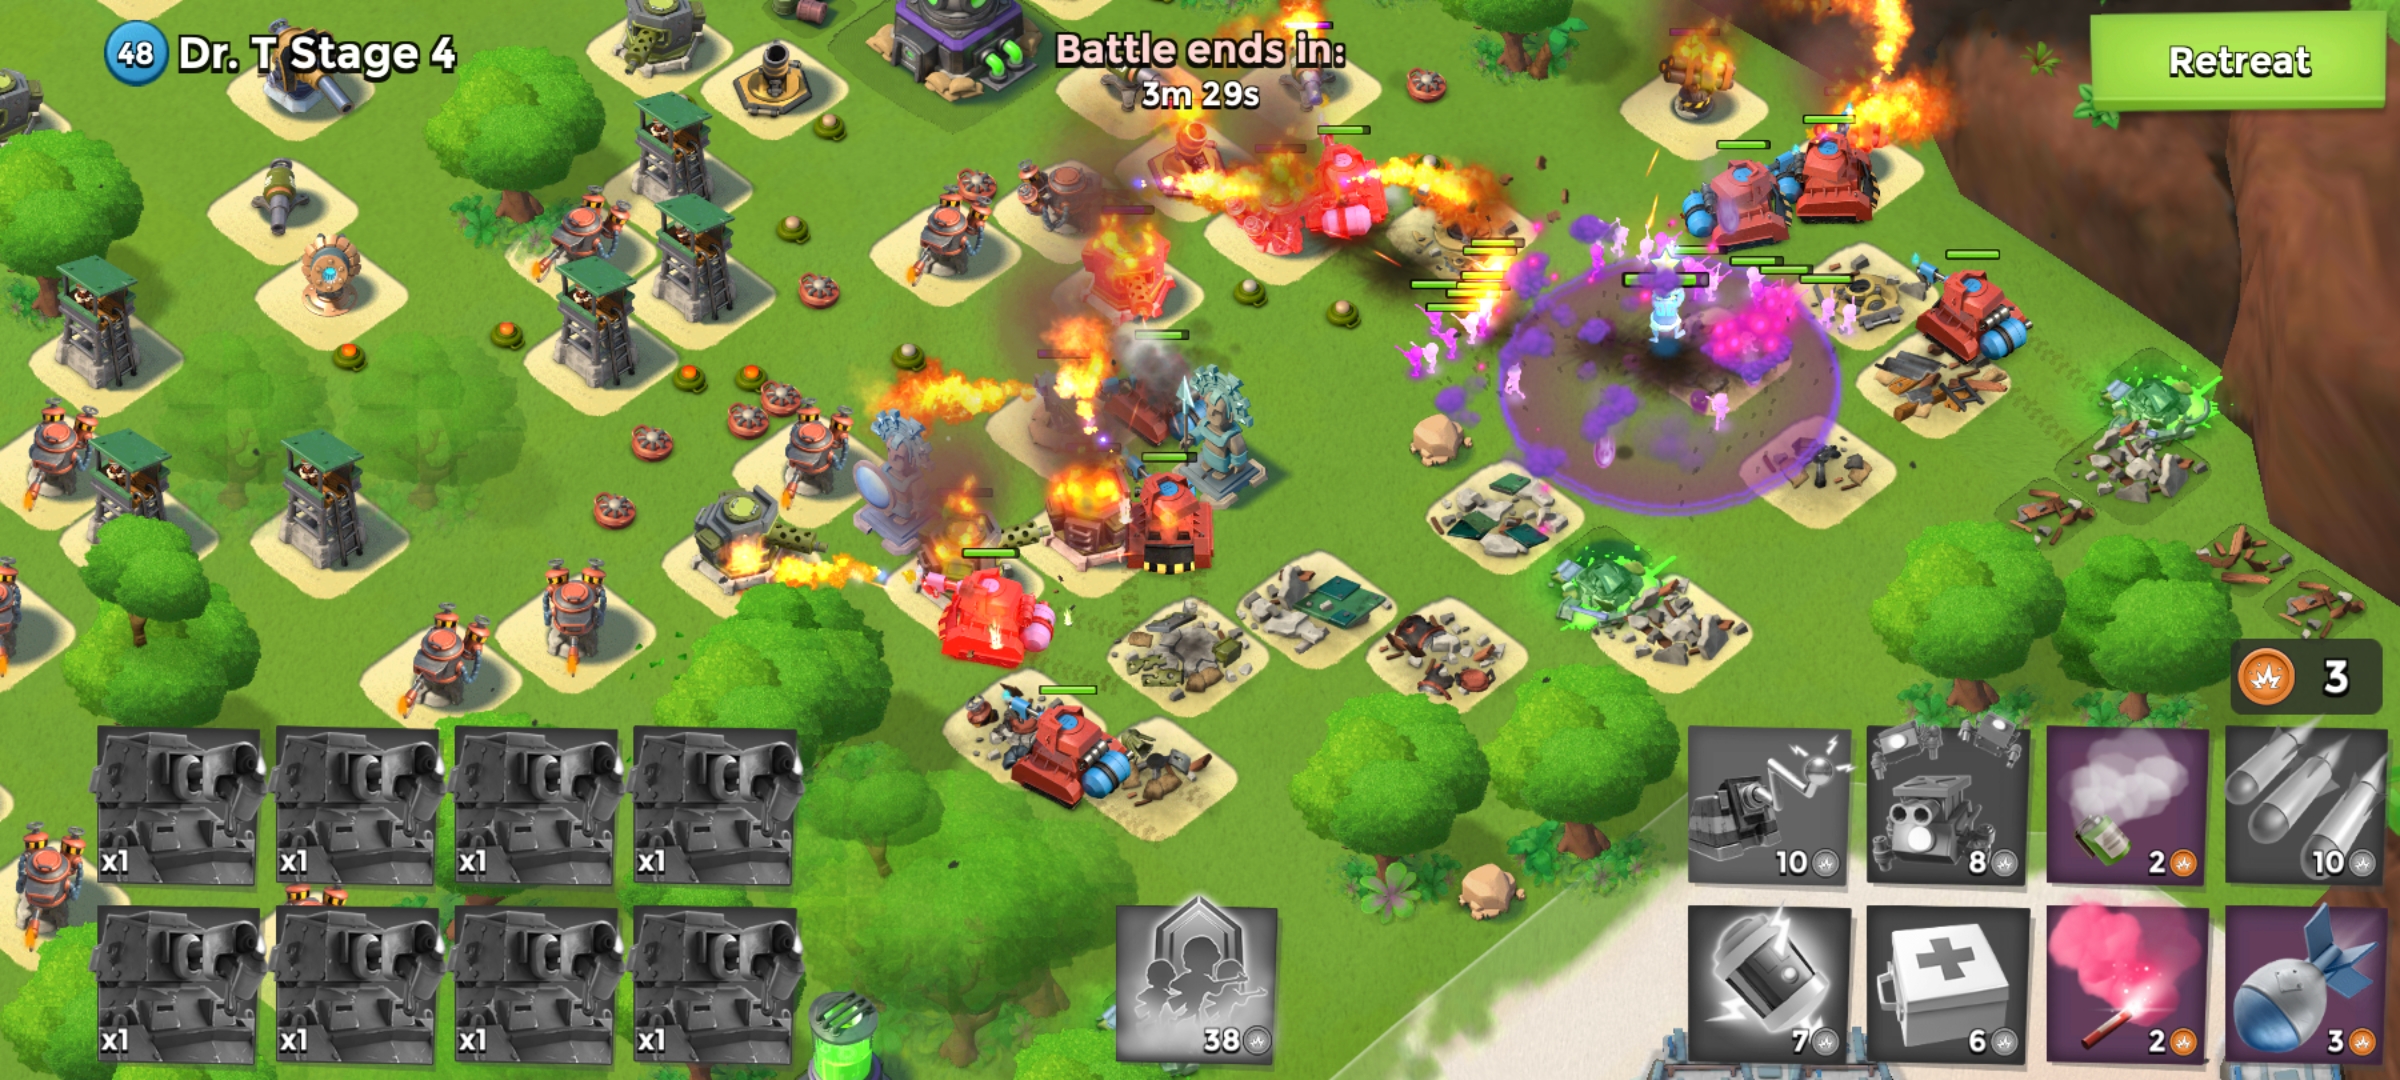 48 Dr. T Stage 4
Battle ends in:
3m 29s
Retreat
3
x1 x1 x1 x1
10 8 2 10
x1 x1 x1 x1
38
7 6 2 3